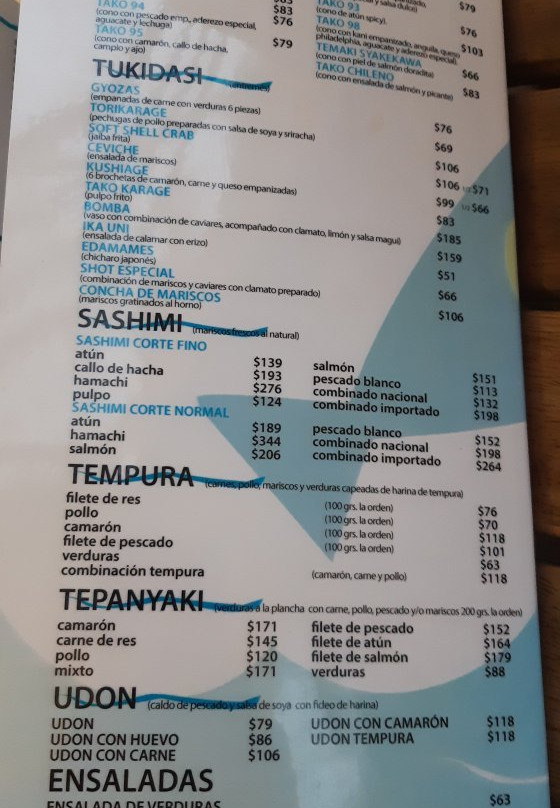 TAKO 94 $83
(cono con pescado emp., aderezo especial, $76
aguacate y lechuga)
TAKO 95
(cono con camarón, callo de hacha, $79
camplo y ajo)
TAKO 93 $79
(cono de atún spicy).
TAKO 98 $76
(cono con kani empanizado, anguila, queso
philadelphia, aguacate y aderezo especial). $103
TEMAKI SYAKEKAWA
(cono con piel de salmón doradita) $66
TAKO CHILENO
(cono con ensalada de salmón y picante) $83
TUKIDASI (entremés)
GYOZAS
(empanadas de carne con verduras 6 piezas) $76
TORIKARAGE
(pechugas de pollo preparadas con salsa de soya y sriracha) $69
SOFT SHELL CRAB
(jaiba frita) $106
CEVICHE
(ensalada de mariscos) $106 1/2 $71
KUSHIAGE
(6 brochetas de camarón, carne y queso empanizadas) $99 1/2 $66
TAKO KARAGE
(pulpo frito) $83
BOMBA
(vaso con combinación de caviares, acompañado con clamato, limón y salsa magui) $185
IKA UNI
(ensalada de calamar con erizo) $159
EDAMAMES
(chicharo japonés) $51
SHOT ESPECIAL
(combinación de mariscos y caviares con clamato preparado) $66
CONCHA DE MARISCOS
(mariscos gratinados al horno) $106
SASHIMI (mariscos frescos al natural)
SASHIMI CORTE FINO
atún $139 salmón $151
callo de hacha $193 pescado blanco $113
hamachi $276 combinado nacional $132
pulpo $124 combinado importado $198
SASHIMI CORTE NORMAL
atún $189 pescado blanco $152
hamachi $344 combinado nacional $198
salmón $206 combinado importado $264
TEMPURA (carnes, pollo, mariscos y verduras capeadas de harina de tempura)
filete de res (100 grs. la orden) $76
pollo (100 grs. la orden) $70
camarón (100 grs. la orden) $118
filete de pescado (100 grs. la orden) $101
verduras $63
combinación tempura (camarón, carne y pollo) $118
TEPANYAKI (verduras a la plancha con carne, pollo, pescado y/o mariscos 200 grs. la orden)
camarón $171 filete de pescado $152
carne de res $145 filete de atún $164
pollo $120 filete de salmón $179
mixto $171 verduras $88
UDON (caldo de pescado y salsa de soya con fideo de harina)
UDON $79 UDON CON CAMARÓN $118
UDON CON HUEVO $86 UDON TEMPURA $118
UDON CON CARNE $106
ENSALADAS
ENSALADA DE VERDURAS $63